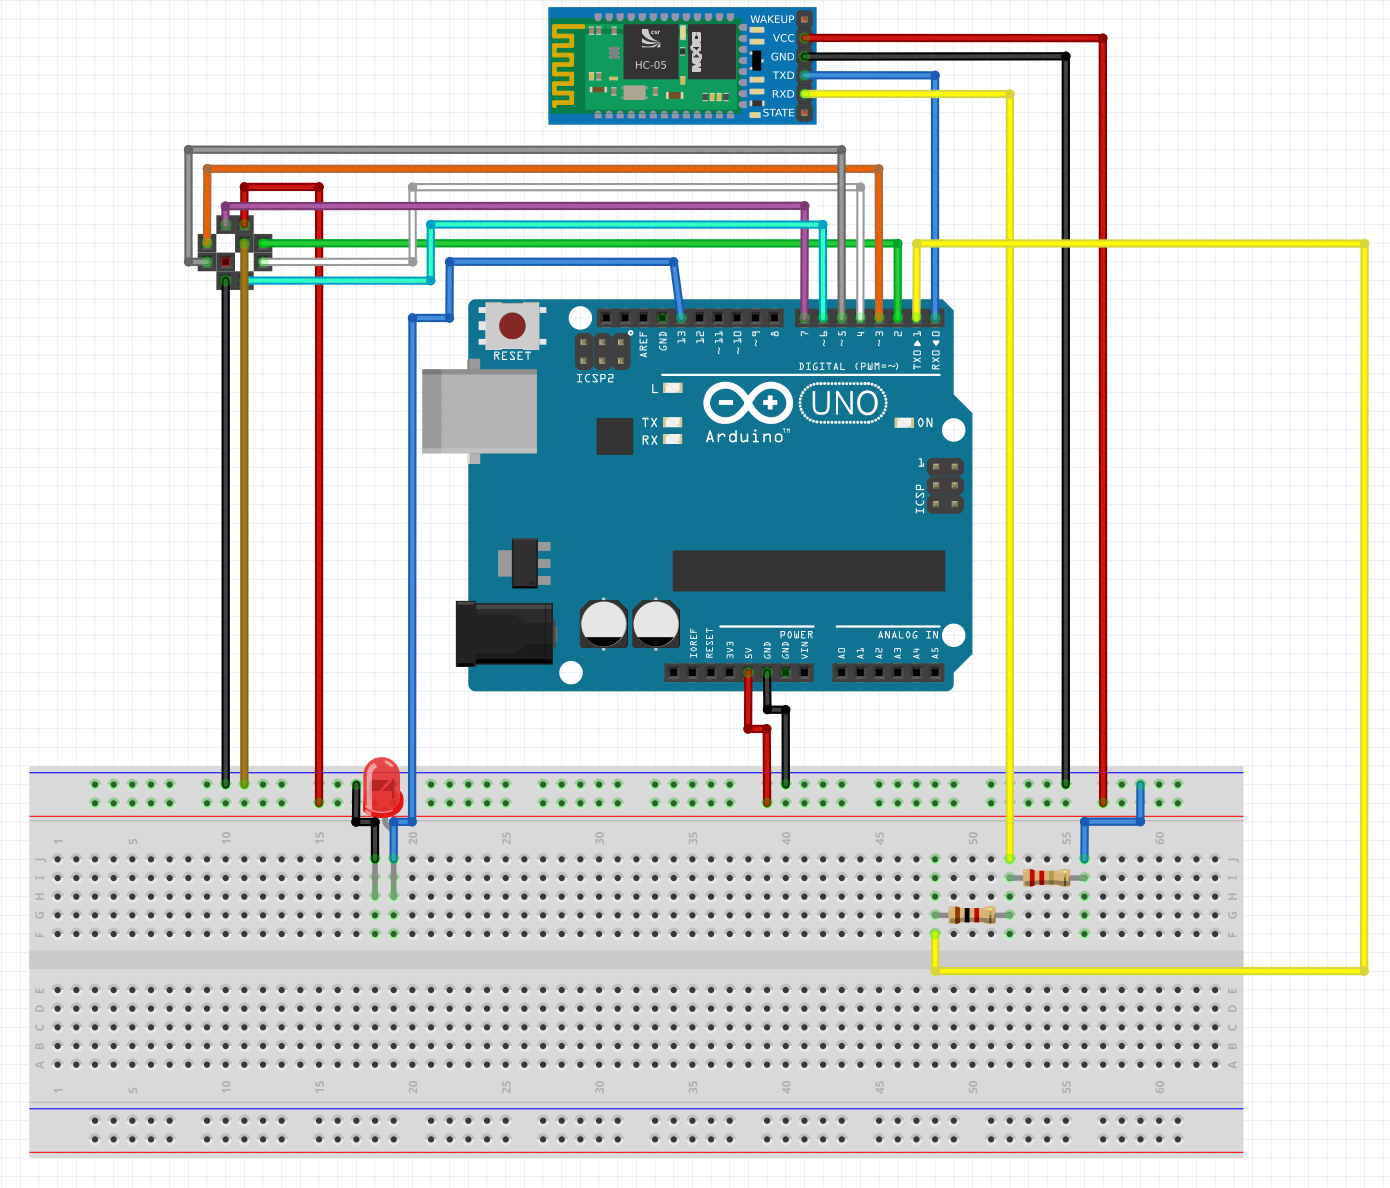 WAKEUP
VCC
GND
TXD
RXD
STATE
csr
HC-05
RESET
ICSP2
AREF
GND
13
12
~11
~10
~9
8
7
~6
~5
4
~3
2
TXD▶1
RXD◀0
DIGITAL (PWM=~)
L
TX
RX
UNO
Arduino™
ON
1
ICSP
IOREF
RESET
3V3
5V
GND
GND
VIN
POWER
ANALOG IN
A0
A1
A2
A3
A4
A5
1 5 10 15 20 25 30 35 40 45 50 55 60
J J
I I
H H
G G
F F
E E
D D
C C
B B
A A
1 5 10 15 20 25 30 35 40 45 50 55 60